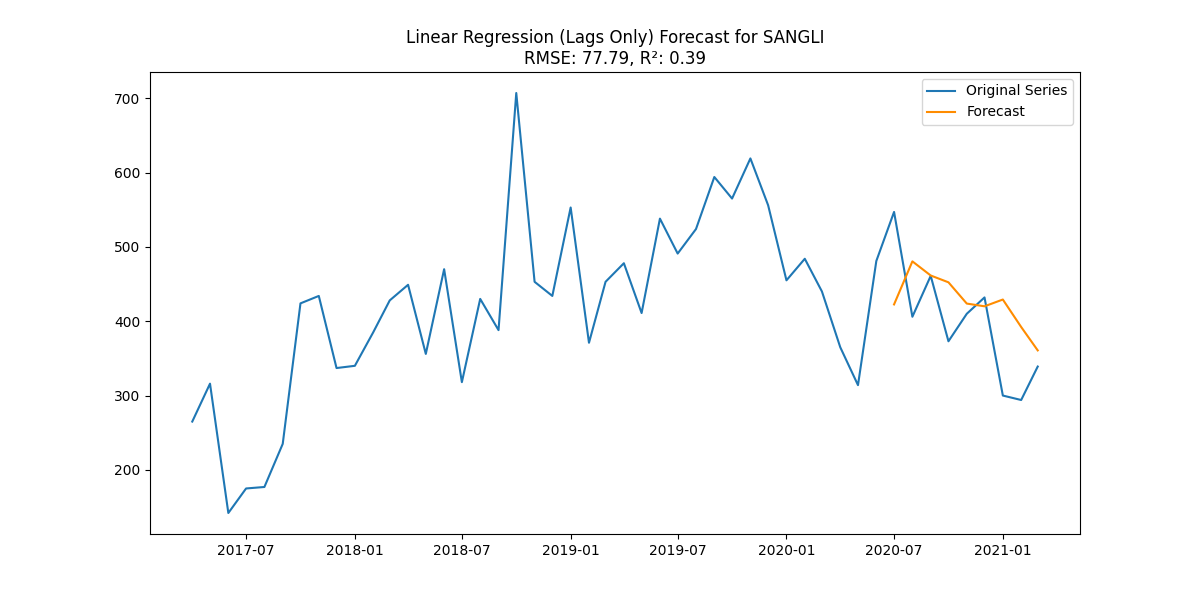 Linear Regression (Lags Only) Forecast for SANGLI
RMSE: 77.79, R²: 0.39
Original Series
Forecast
700
600
500
400
300
200
2017-07 2018-01 2018-07 2019-01 2019-07 2020-01 2020-07 2021-01